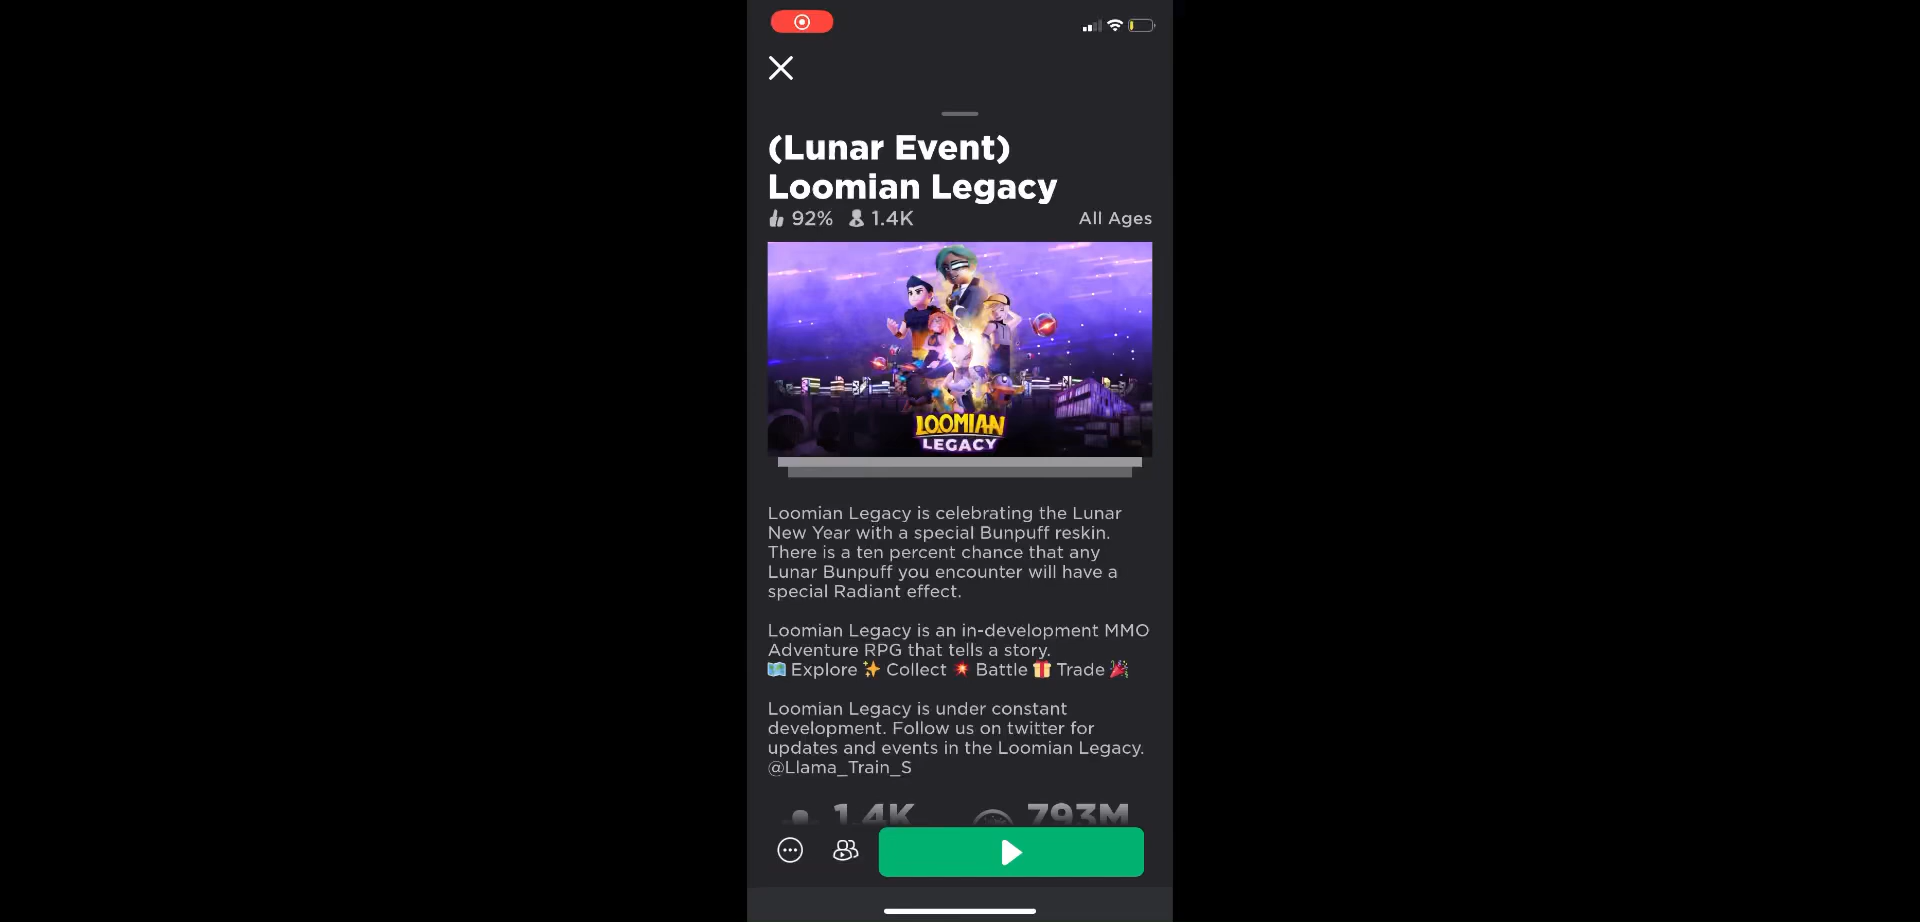 (Lunar Event)
Loomian Legacy
92% 1.4K All Ages
LOOMIAN
LEGACY
Loomian Legacy is celebrating the Lunar
New Year with a special Bunpuff reskin.
There is a ten percent chance that any
Lunar Bunpuff you encounter will have a
special Radiant effect.
Loomian Legacy is an in-development MMO
Adventure RPG that tells a story.
🗺️ Explore ✨ Collect 💥 Battle 🎁 Trade 🎉
Loomian Legacy is under constant
development. Follow us on twitter for
updates and events in the Loomian Legacy.
@Llama_Train_S
1.4K 793M